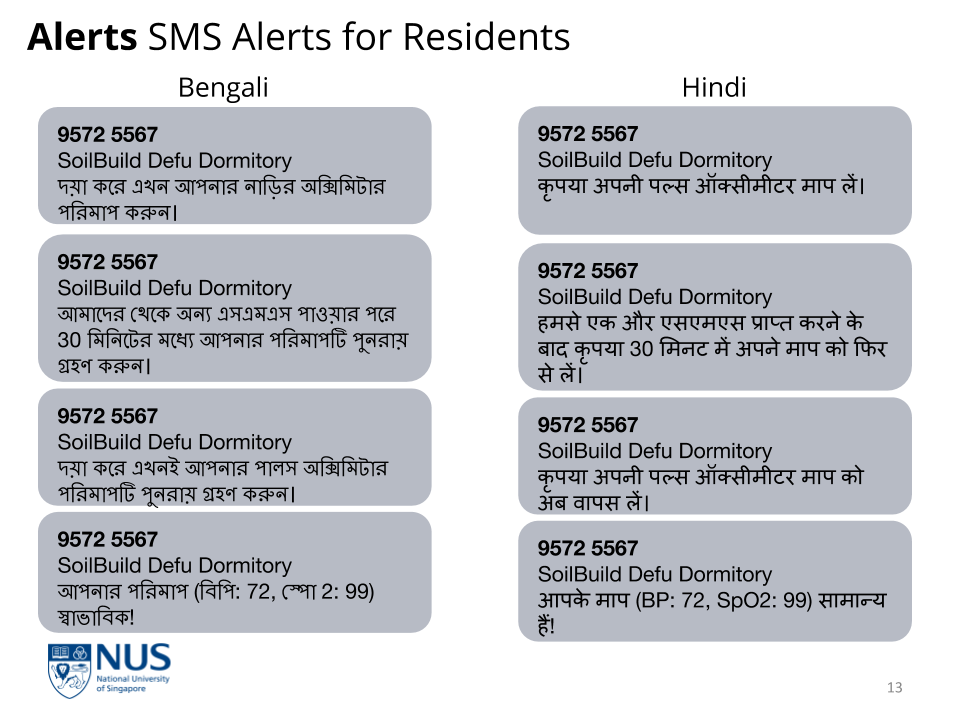 Alerts SMS Alerts for Residents
Bengali
9572 5567
SoilBuild Defu Dormitory
দয়া করে এখন আপনার নাড়ির অক্সিমিটার
পরিমাপ করুন।
9572 5567
SoilBuild Defu Dormitory
আমাদের থেকে অন্য এসএমএস পাওয়ার পরে
30 মিনিটের মধ্যে আপনার পরিমাপটি পুনরায়
গ্রহণ করুন।
9572 5567
SoilBuild Defu Dormitory
দয়া করে এখনই আপনার পালস অক্সিমিটার
পরিমাপটি পুনরায় গ্রহণ করুন।
9572 5567
SoilBuild Defu Dormitory
আপনার পরিমাপ (বিপি: 72, স্পো 2: 99)
স্বাভাবিক!
Hindi
9572 5567
SoilBuild Defu Dormitory
कृपया अपनी पल्स ऑक्सीमीटर माप लें।
9572 5567
SoilBuild Defu Dormitory
हमसे एक और एसएमएस प्राप्त करने के
बाद कृपया 30 मिनट में अपने माप को फिर
से लें।
9572 5567
SoilBuild Defu Dormitory
कृपया अपनी पल्स ऑक्सीमीटर माप को
अब वापस लें।
9572 5567
SoilBuild Defu Dormitory
आपके माप (BP: 72, SpO2: 99) सामान्य
हैं!
NUS
National University
of Singapore
13